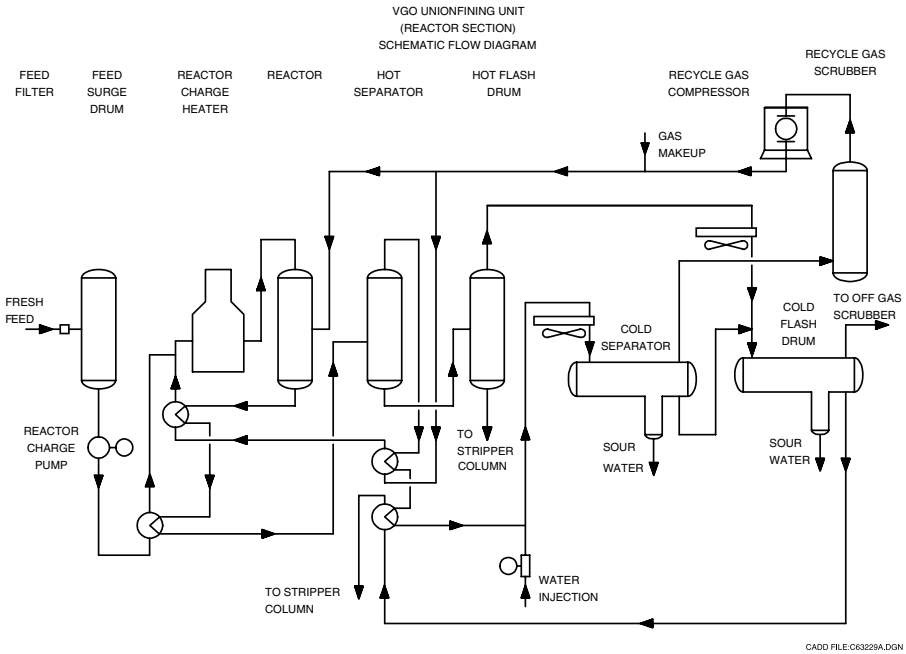 VGO UNIONFINING UNIT
(REACTOR SECTION)
SCHEMATIC FLOW DIAGRAM
FEED
FILTER
FEED
SURGE
DRUM
REACTOR
CHARGE
HEATER
REACTOR
HOT
SEPARATOR
HOT FLASH
DRUM
RECYCLE GAS
COMPRESSOR
RECYCLE GAS
SCRUBBER
GAS
MAKEUP
FRESH
FEED
COLD
SEPARATOR
COLD
FLASH
DRUM
TO OFF GAS
SCRUBBER
REACTOR
CHARGE
PUMP
TO
STRIPPER
COLUMN
SOUR
WATER
SOUR
WATER
TO STRIPPER
COLUMN
WATER
INJECTION
CADD FILE:C63229A.DGN